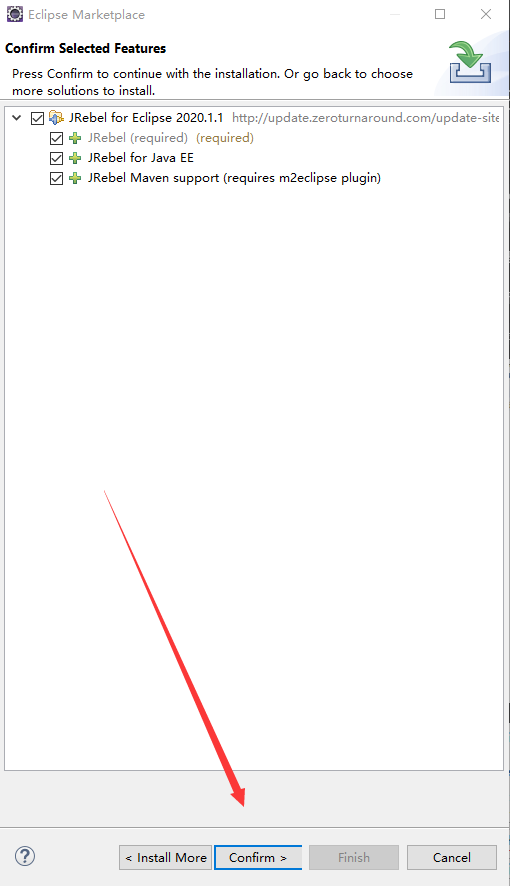 Eclipse Marketplace
Confirm Selected Features
Press Confirm to continue with the installation. Or go back to choose
more solutions to install.
JRebel for Eclipse 2020.1.1 http://update.zeroturnaround.com/update-site
JRebel (required) (required)
JRebel for Java EE
JRebel Maven support (requires m2eclipse plugin)
< Install More Confirm > Finish Cancel